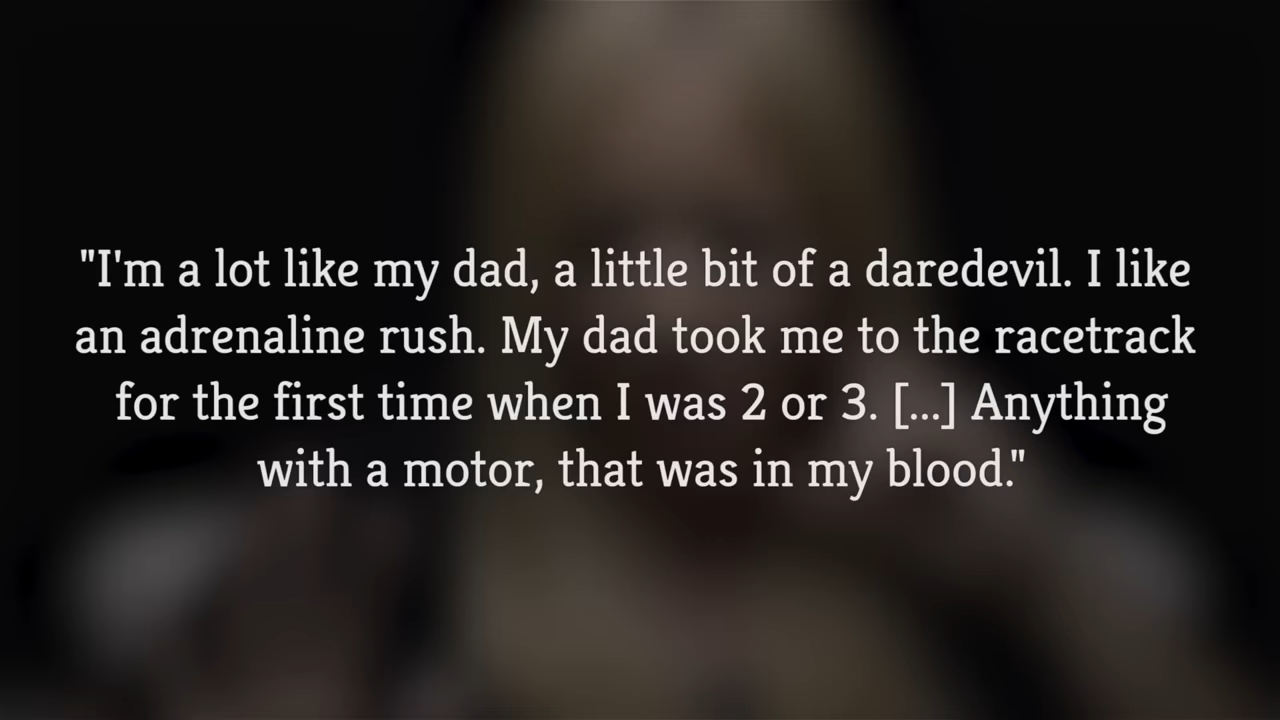 "I'm a lot like my dad, a little bit of a daredevil. I like
an adrenaline rush. My dad took me to the racetrack
for the first time when I was 2 or 3. [...] Anything
with a motor, that was in my blood."